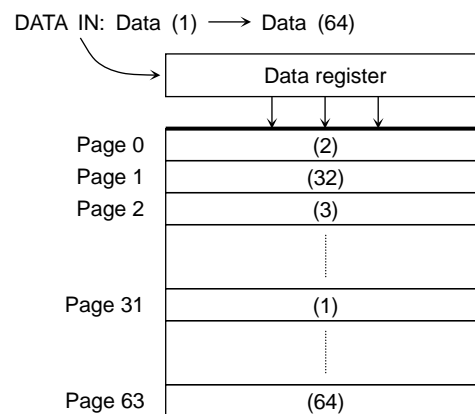 DATA IN: Data (1) → Data (64)
Data register
Page 0 (2)
Page 1 (32)
Page 2 (3)
Page 31 (1)
Page 63 (64)